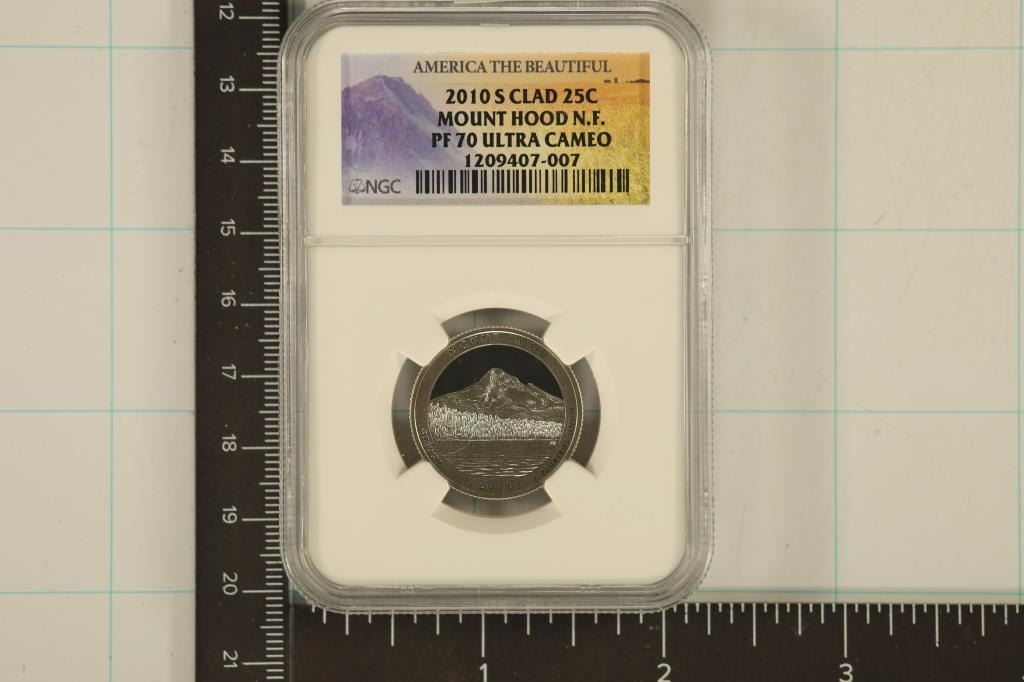 AMERICA THE BEAUTIFUL
2010 S CLAD 25C
MOUNT HOOD N.F.
PF 70 ULTRA CAMEO
1209407-007
NGC
MOUNT HOOD
2010
12
13
14
15
16
17
18
19
20
21
1
2
3